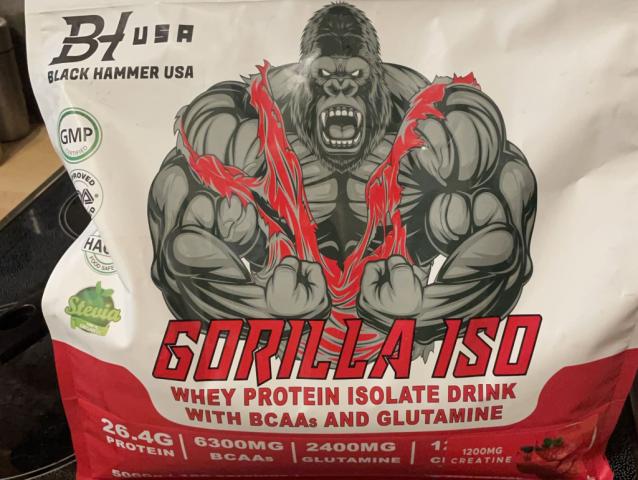 BH USA
BLACK HAMMER USA
GMP
CERTIFIED
Stevia
GORILLA ISO
WHEY PROTEIN ISOLATE DRINK
WITH BCAAs AND GLUTAMINE
26.4G
PROTEIN
6300MG
BCAAs
2400MG
GLUTAMINE
1200MG
CREATINE